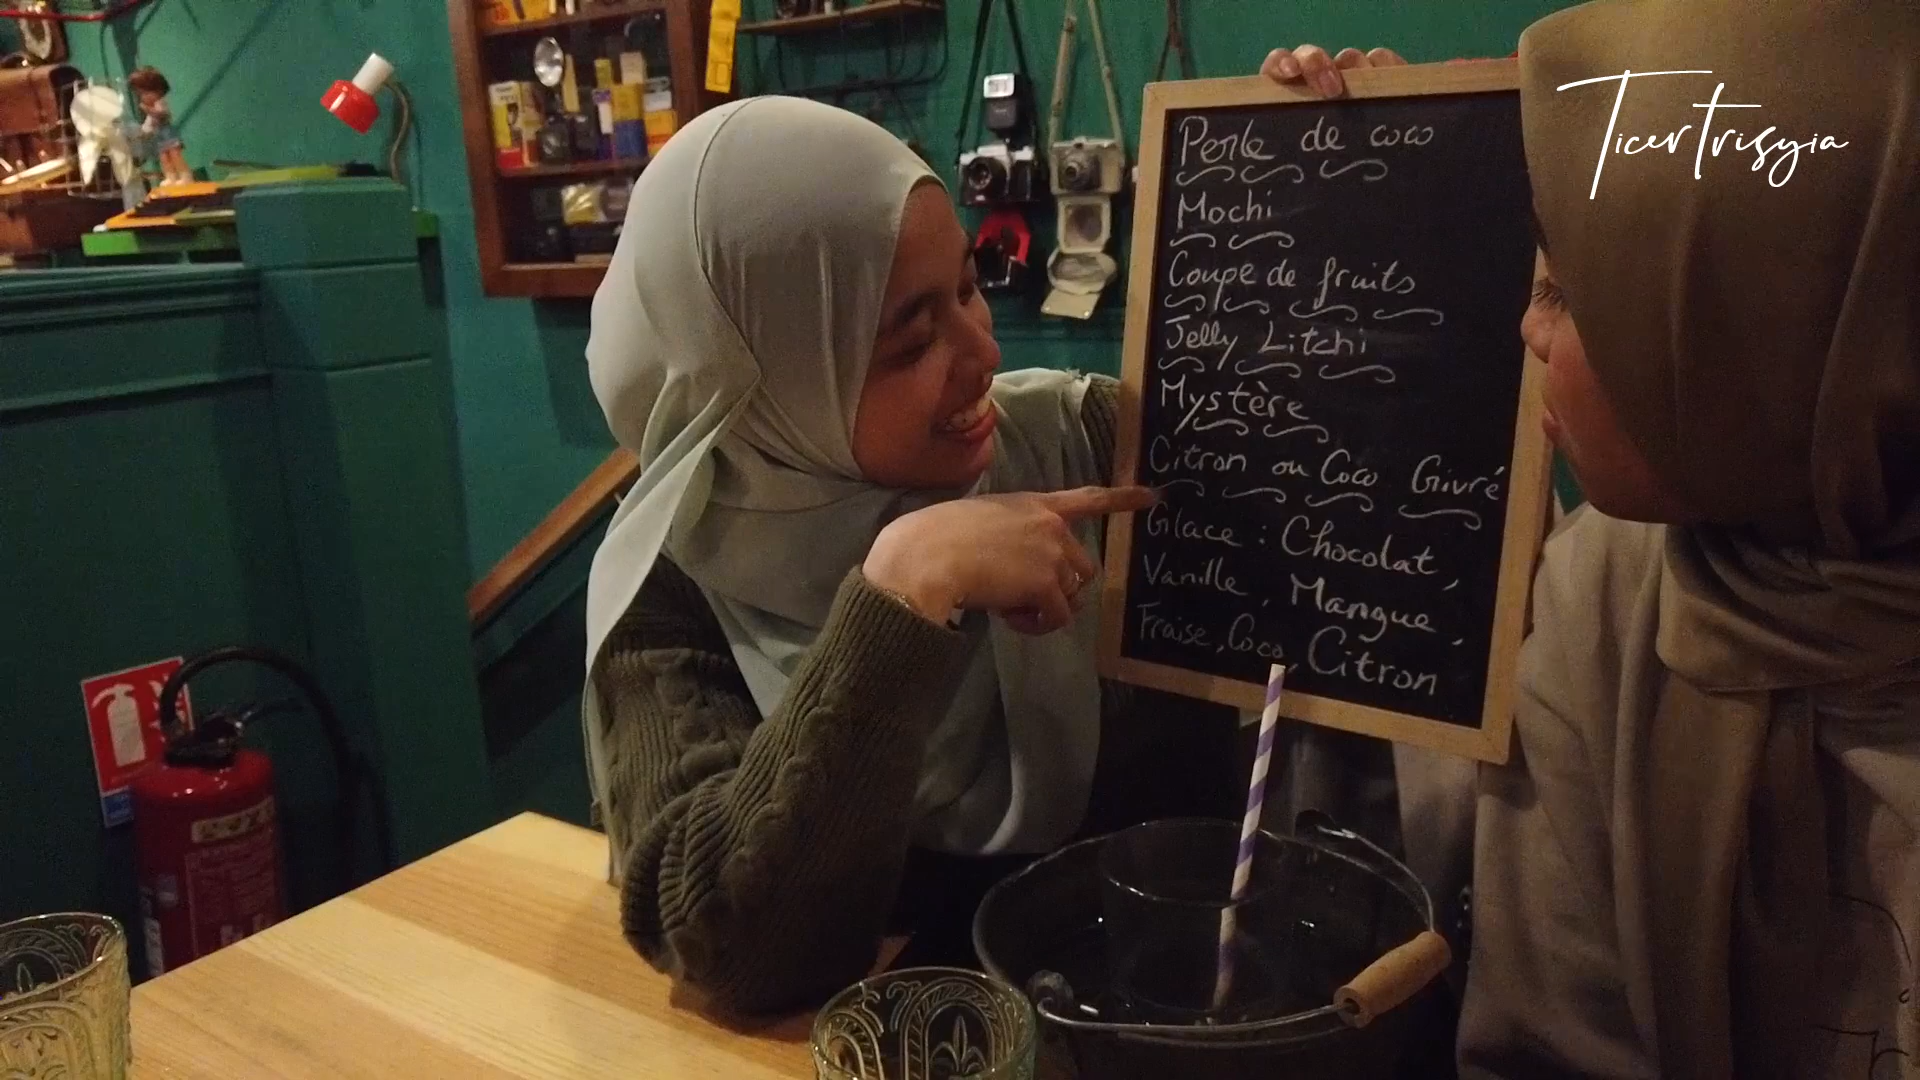 Ticertrisyia
Perle de coco
Mochi
Coupe de fruits
Jelly Litchi
Mystère
Citron ou Coco Givré
Glace : Chocolat,
Vanille, Mangue,
Fraise, Coco, Citron